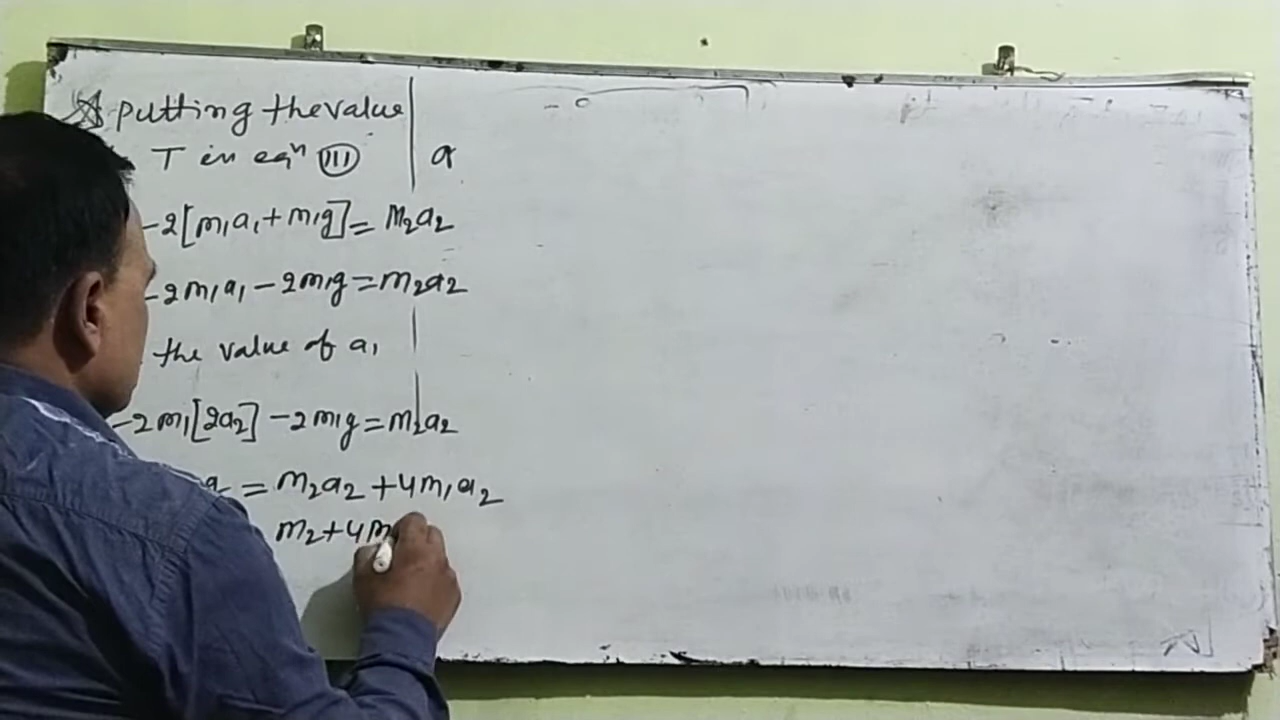 putting the value
T in eqⁿ (III)
a
-2[m₁a₁+m₁g]=M₂a₂
-2m₁a₁-2m₁g=m₂a₂
the value of a₁
-2m₁[2a₂]-2m₁g=m₂a₂
g=m₂a₂+4m₁a₂
m₂+4m